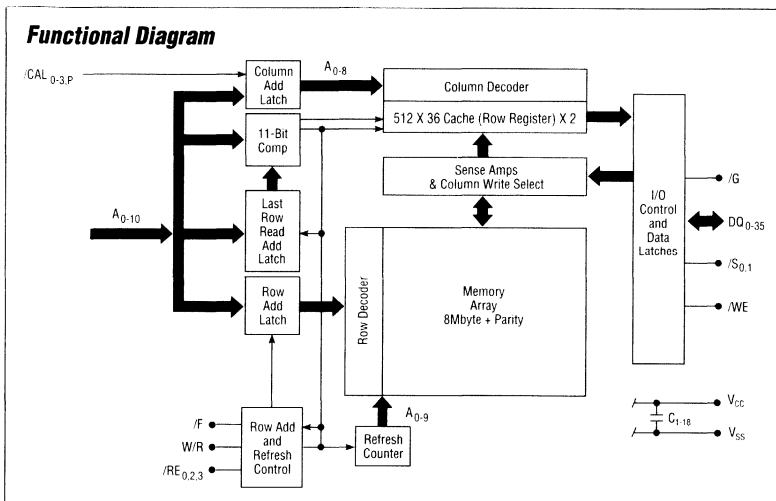 Functional Diagram
/CAL0-3,P
Column
Add
Latch
A0-8
Column Decoder
512 X 36 Cache (Row Register) X 2
11-Bit
Comp
Sense Amps
& Column Write Select
I/O
Control
and
Data
Latches
/G
DQ0-35
/S0,1
/WE
A0-10
Last
Row
Read
Add
Latch
Row
Add
Latch
Row Decoder
Memory
Array
8Mbyte + Parity
/F
W/R
/RE0,2,3
Row Add
and
Refresh
Control
A0-9
Refresh
Counter
VCC
C1-18
VSS